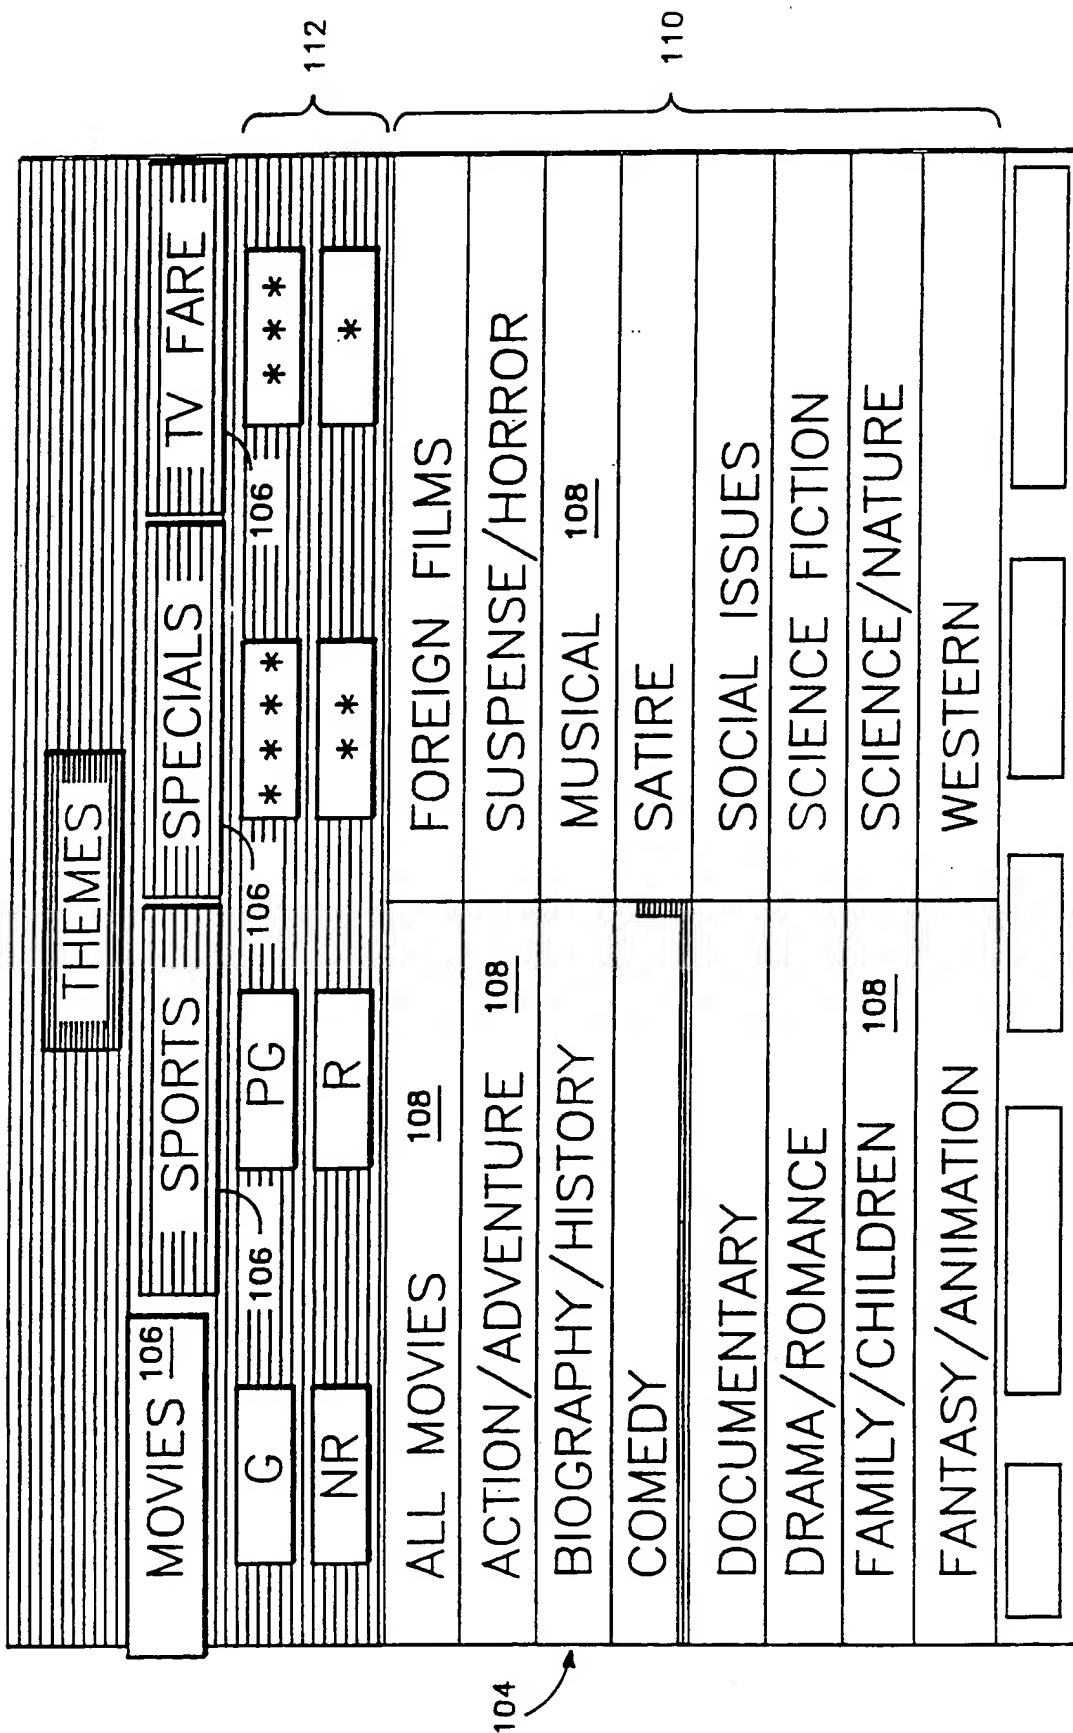 THEMES
MOVIES 106 SPORTS SPECIALS TV FARE
G 106 PG 106 **** 106 ***
NR R ** *
112
ALL MOVIES 108 FOREIGN FILMS
ACTION/ADVENTURE 108 SUSPENSE/HORROR
BIOGRAPHY/HISTORY MUSICAL 108
COMEDY SATIRE
DOCUMENTARY SOCIAL ISSUES
DRAMA/ROMANCE SCIENCE FICTION
FAMILY/CHILDREN 108 SCIENCE/NATURE
FANTASY/ANIMATION WESTERN
104
110